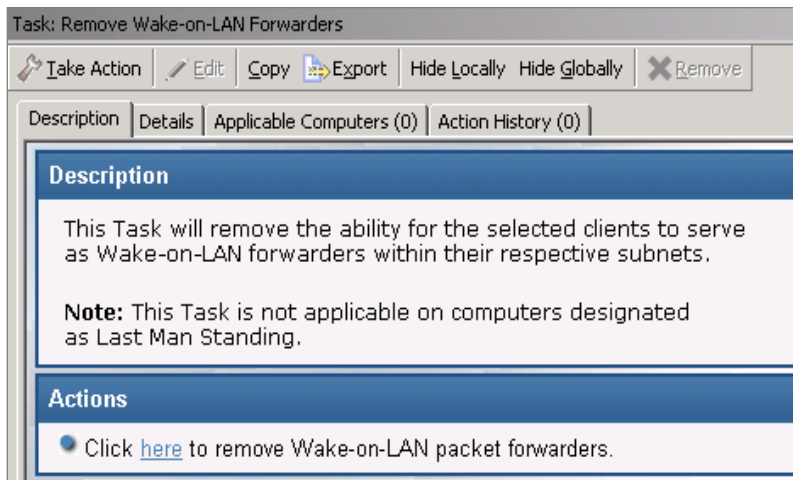 Task: Remove Wake-on-LAN Forwarders
Take Action Edit Copy Export Hide Locally Hide Globally Remove
Description Details Applicable Computers (0) Action History (0)
Description
This Task will remove the ability for the selected clients to serve
as Wake-on-LAN forwarders within their respective subnets.
Note: This Task is not applicable on computers designated
as Last Man Standing.
Actions
Click here to remove Wake-on-LAN packet forwarders.